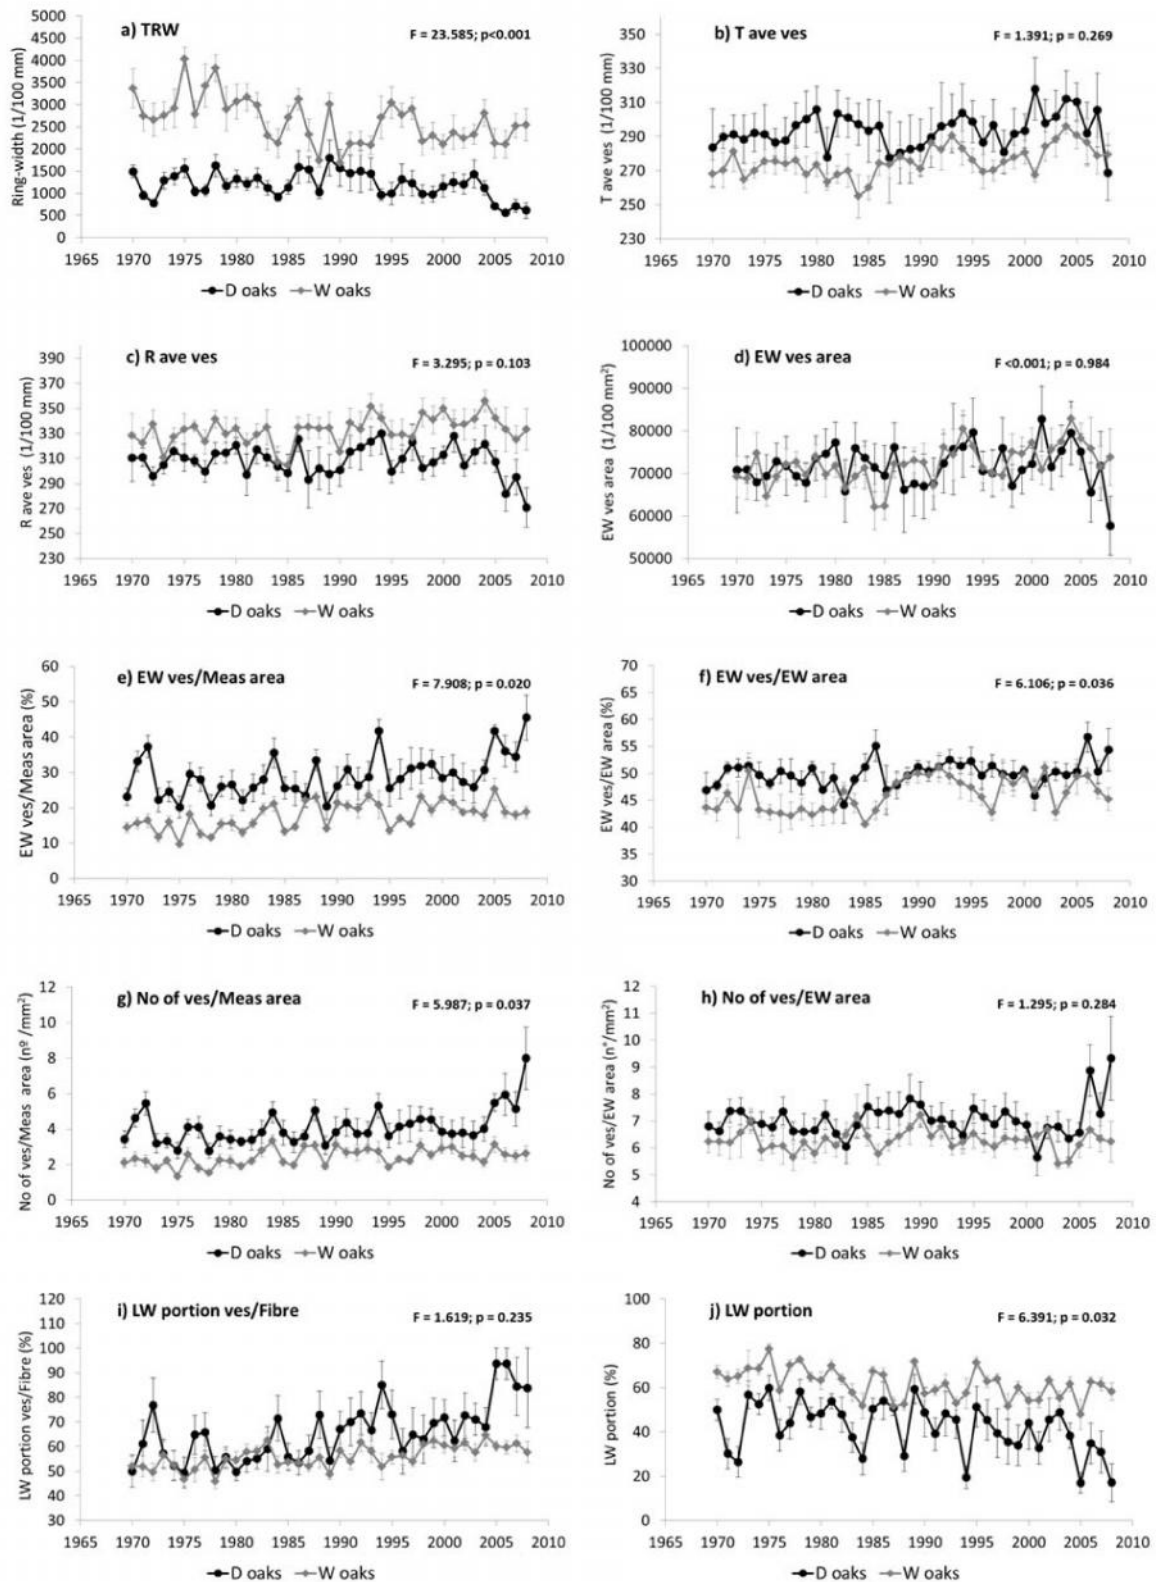 a) TRW
F = 23.585; p<0.001
Ring-width (1/100 mm)
5000
4500
4000
3500
3000
2500
2000
1500
1000
500
0
1965 1970 1975 1980 1985 1990 1995 2000 2005 2010
D oaks W oaks
b) T ave ves
F = 1.391; p = 0.269
T ave ves (1/100 mm)
350
330
310
290
270
250
230
1965 1970 1975 1980 1985 1990 1995 2000 2005 2010
D oaks W oaks
c) R ave ves
F = 3.295; p = 0.103
R ave ves (1/100 mm)
390
370
350
330
310
290
270
250
230
1965 1970 1975 1980 1985 1990 1995 2000 2005 2010
D oaks W oaks
d) EW ves area
F <0.001; p = 0.984
EW ves area (1/100 mm²)
100000
90000
80000
70000
60000
50000
1965 1970 1975 1980 1985 1990 1995 2000 2005 2010
D oaks W oaks
e) EW ves/Meas area
F = 7.908; p = 0.020
EW ves/Meas area (%)
60
50
40
30
20
10
0
1965 1970 1975 1980 1985 1990 1995 2000 2005 2010
D oaks W oaks
f) EW ves/EW area
F = 6.106; p = 0.036
EW ves/EW area (%)
70
65
60
55
50
45
40
35
30
1965 1970 1975 1980 1985 1990 1995 2000 2005 2010
D oaks W oaks
g) No of ves/Meas area
F = 5.987; p = 0.037
No of ves/Meas area (nº /mm²)
12
10
8
6
4
2
0
1965 1970 1975 1980 1985 1990 1995 2000 2005 2010
D oaks W oaks
h) No of ves/EW area
F = 1.295; p = 0.284
No of ves/EW area (n°/mm²)
12
11
10
9
8
7
6
5
4
1965 1970 1975 1980 1985 1990 1995 2000 2005 2010
D oaks W oaks
i) LW portion ves/Fibre
F = 1.619; p = 0.235
LW portion ves/Fibre (%)
120
110
100
90
80
70
60
50
40
30
1965 1970 1975 1980 1985 1990 1995 2000 2005 2010
D oaks W oaks
j) LW portion
F = 6.391; p = 0.032
LW portion (%)
100
80
60
40
20
0
1965 1970 1975 1980 1985 1990 1995 2000 2005 2010
D oaks W oaks